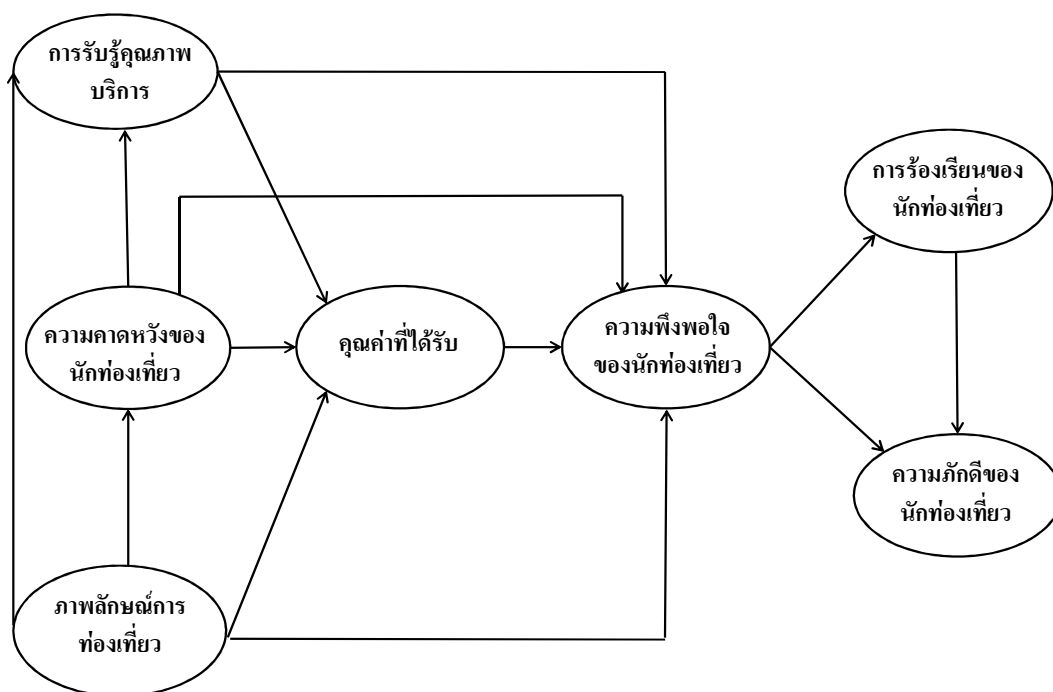 การรับรู้คุณภาพ
บริการ
การร้องเรียนของ
นักท่องเที่ยว
ความคาดหวังของ
นักท่องเที่ยว
คุณค่าที่ได้รับ
ความพึงพอใจ
ของนักท่องเที่ยว
ความภักดีของ
นักท่องเที่ยว
ภาพลักษณ์การ
ท่องเที่ยว